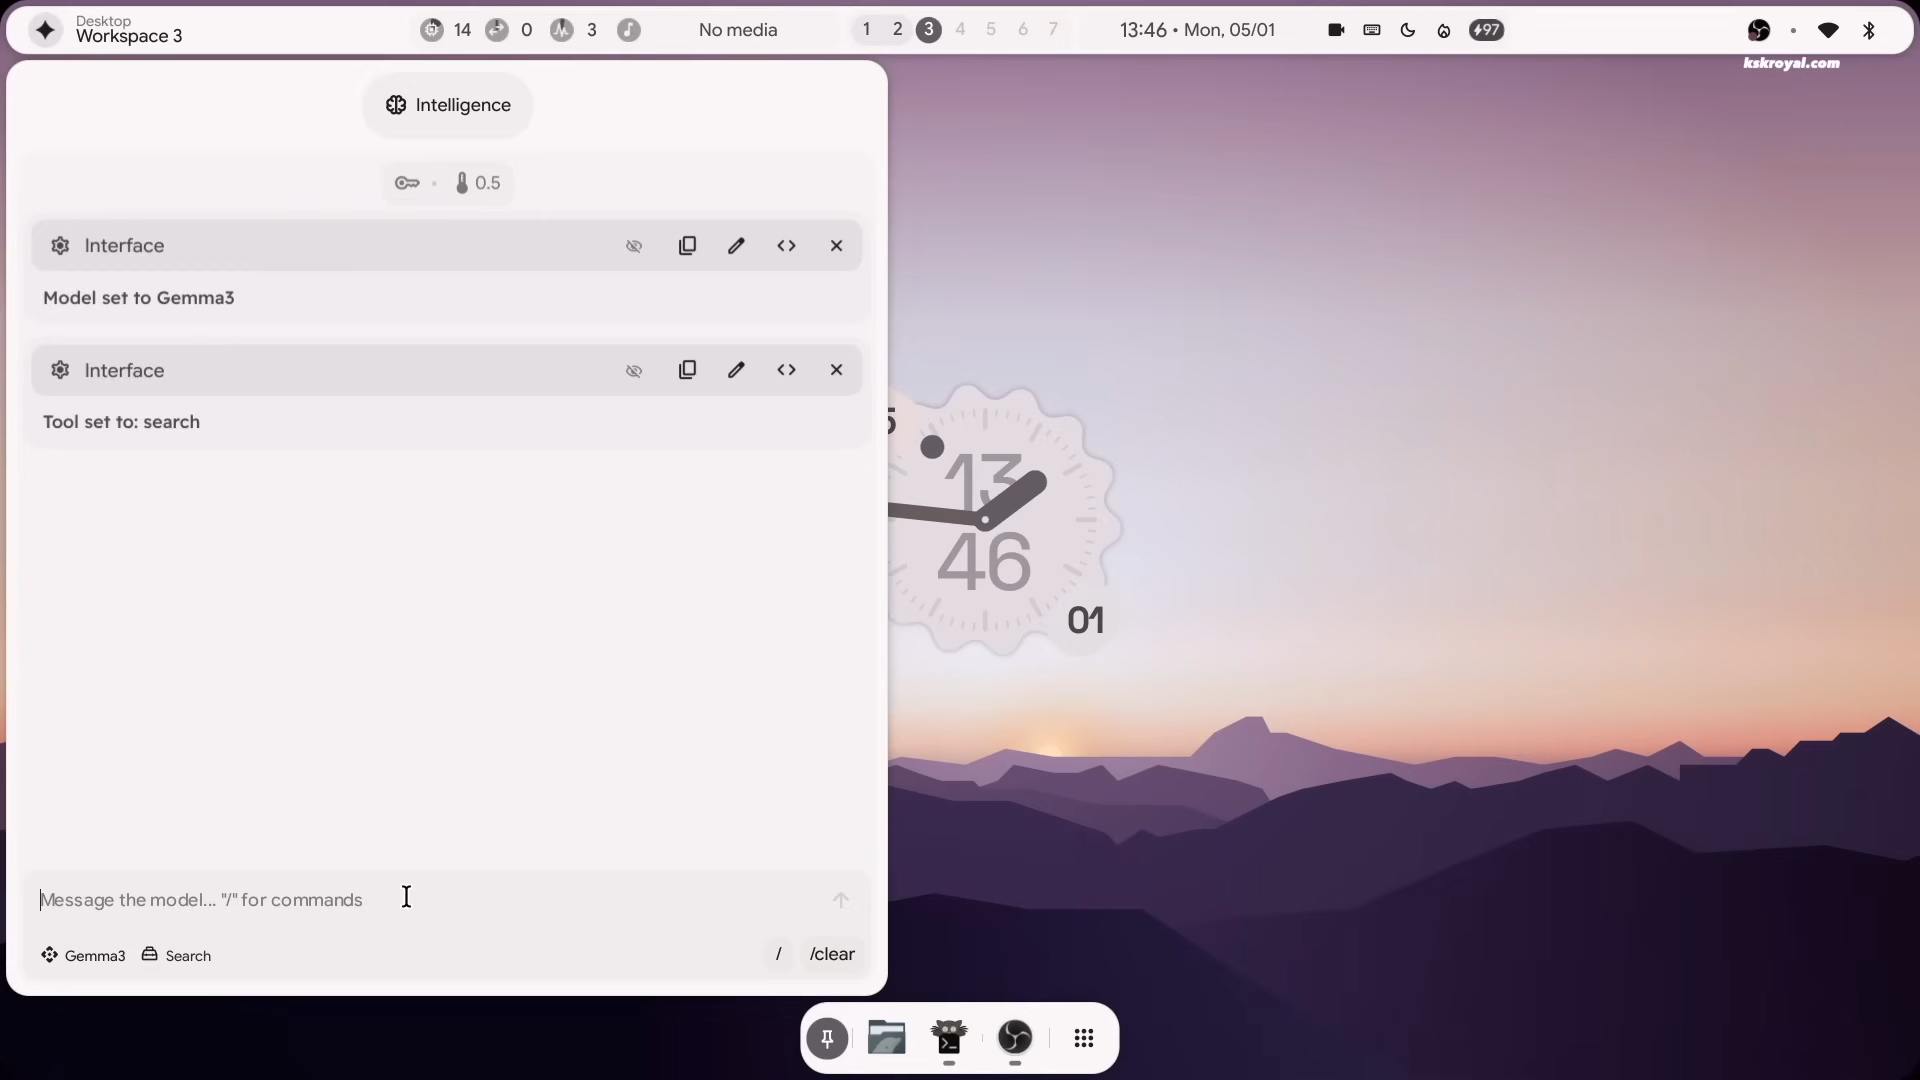 Desktop
Workspace 3
14
0
3
No media
1 2 3 4 5 6 7
13:46 • Mon, 05/01
97
kskroyal.com
Intelligence
0.5
Interface
Model set to Gemma3
Interface
Tool set to: search
5
13
46
01
Message the model... "/" for commands
Gemma3
Search
/
/clear